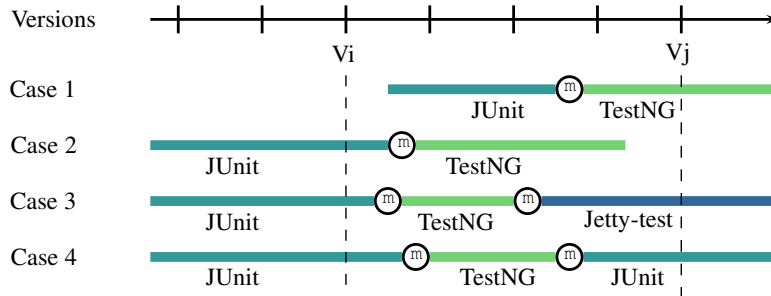 Versions
Vi Vj
Case 1
m
JUnit TestNG
Case 2
m
JUnit TestNG
Case 3
m m
JUnit TestNG Jetty-test
Case 4
m m
JUnit TestNG JUnit